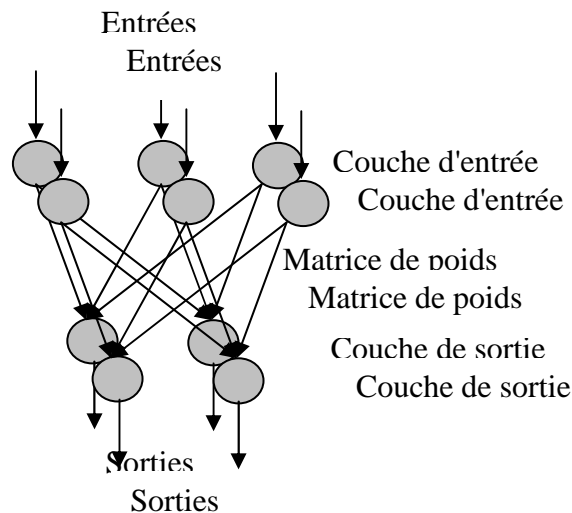 Entrées
Entrées
Couche d'entrée
Couche d'entrée
Matrice de poids
Matrice de poids
Couche de sortie
Couche de sortie
Sorties
Sorties